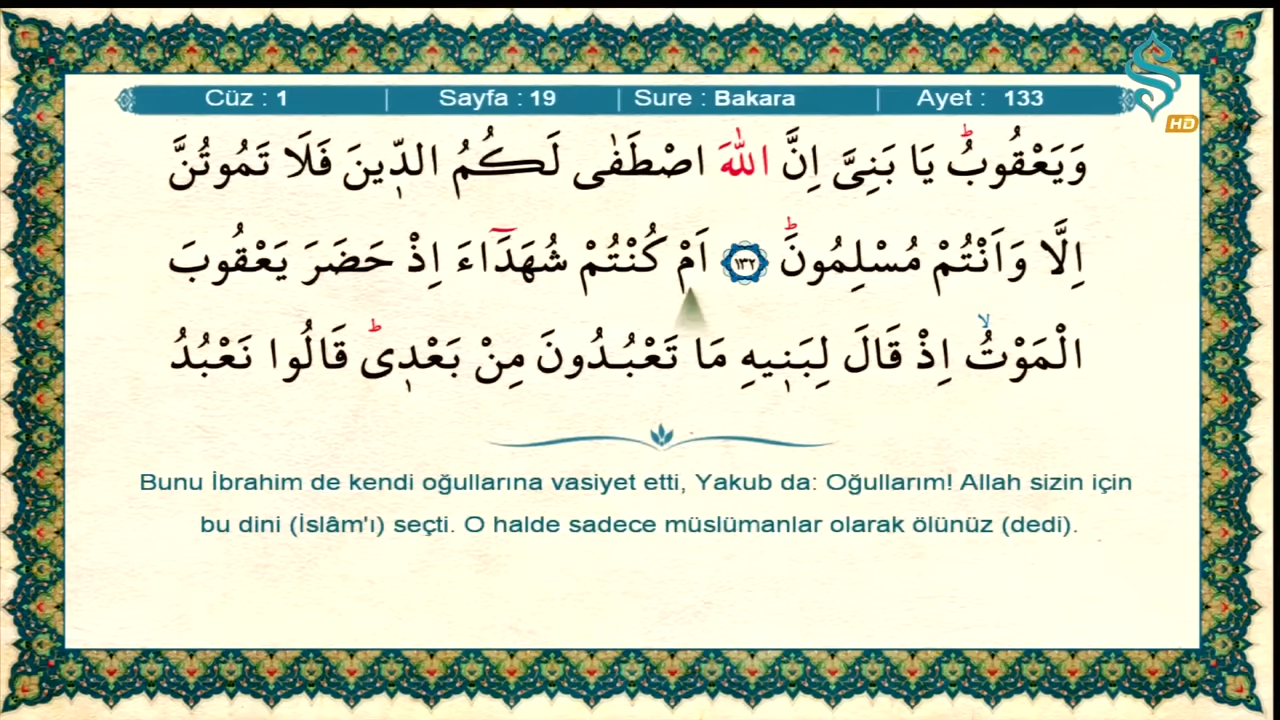 Cüz : 1 | Sayfa : 19 | Sure : Bakara | Ayet : 133
HD
وَيَعْقُوبُۜ يَا بَنِىَّ اِنَّ اللّٰهَ اصْطَفٰى لَكُمُ الدّ۪ينَ فَلَا تَمُوتُنَّ
اِلَّا وَاَنْتُمْ مُسْلِمُونَۜ ﴿١٣٢﴾ اَمْ كُنْتُمْ شُهَدَٓاءَ اِذْ حَضَرَ يَعْقُوبَ
الْمَوْتُۙ اِذْ قَالَ لِبَن۪يهِ مَا تَعْبُدُونَ مِنْ بَعْد۪ىۜ قَالُوا نَعْبُدُ
Bunu İbrahim de kendi oğullarına vasiyet etti, Yakub da: Oğullarım! Allah sizin için
bu dini (İslâm'ı) seçti. O halde sadece müslümanlar olarak ölünüz (dedi).